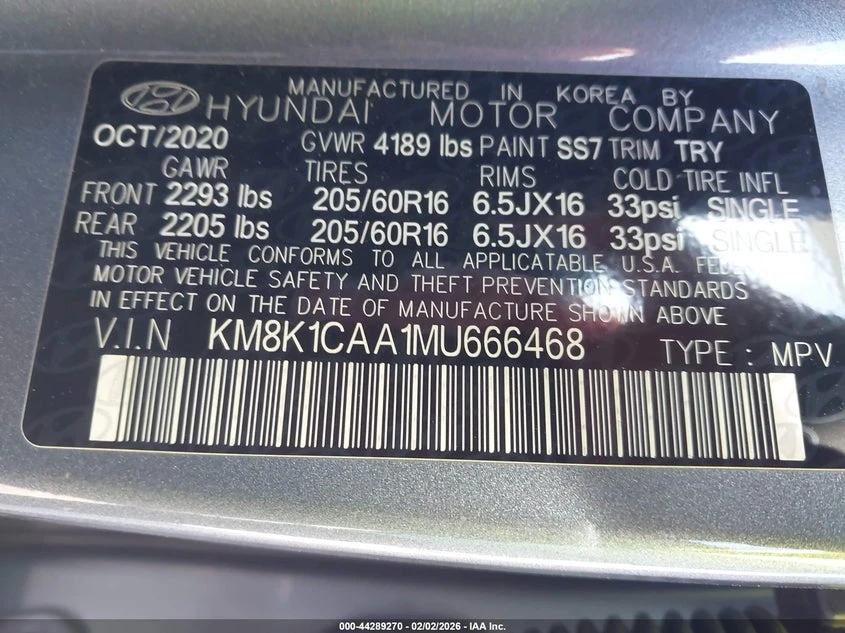 MANUFACTURED IN KOREA BY
HYUNDAI MOTOR COMPANY
OCT/2020 GVWR 4189 lbs PAINT SS7 TRIM TRY
GAWR TIRES RIMS COLD TIRE INFL
FRONT 2293 lbs 205/60R16 6.5JX16 33psi SINGLE
REAR 2205 lbs 205/60R16 6.5JX16 33psi SINGLE
THIS VEHICLE CONFORMS TO ALL APPLICATABLE U.S.A. FEDE
MOTOR VEHICLE SAFETY AND THEFT PREVENTION STANDARDS
IN EFFECT ON THE DATE OF MANUFACTURE SHOWN ABOVE
V.I.N KM8K1CAA1MU666468 TYPE : MPV
000-44289270 - 02/02/2026 - IAA Inc.